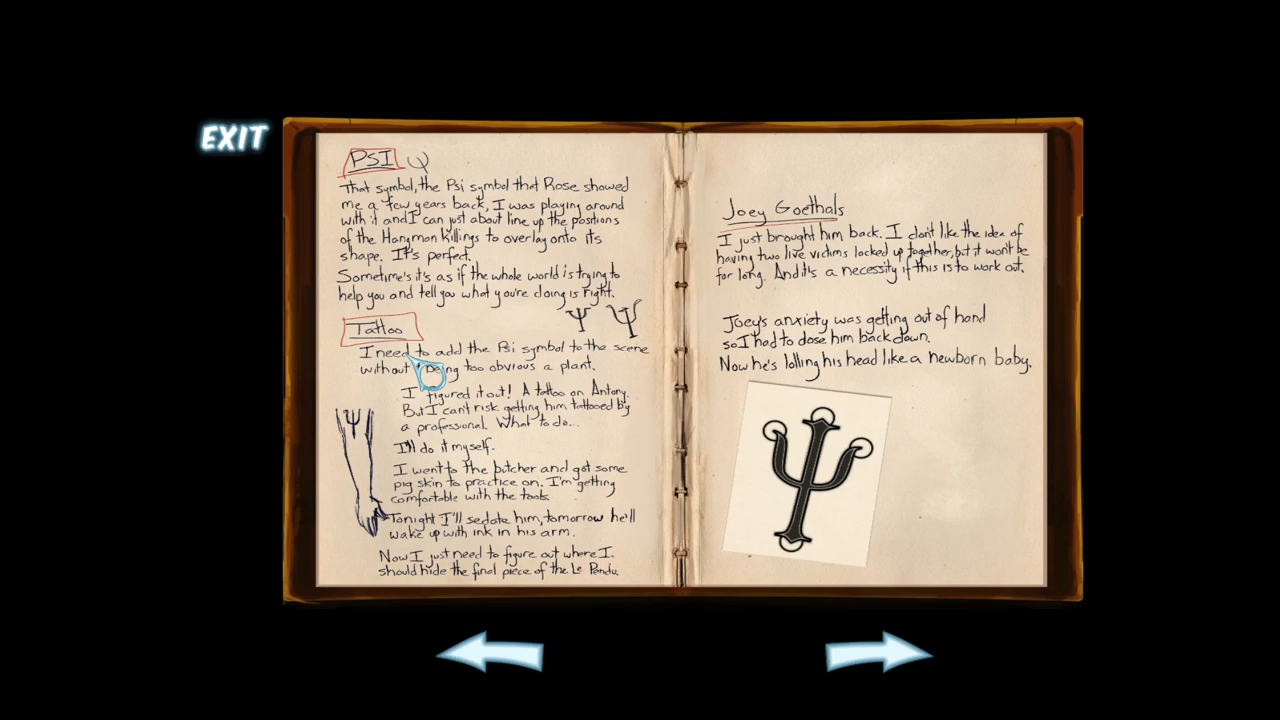 EXIT
PSI Ψ
That symbol, the Psi symbol that Rose showed
me a few years back, I was playing around
with it and I can just about line up the positions
of the Hangman killings to overlay onto its
shape. It's perfect.
Sometime's it's as if the whole world is trying to
help you and tell you what you're doing is right.
Tattoo
I need to add the Psi symbol to the scene
without being too obvious a plant.
I figured it out! A tattoo on Antony.
But I can't risk getting him tattooed by
a professional. What to do...
I'll do it myself.
I went to the butcher and got some
pig skin to practice on. I'm getting
comfortable with the tools.
Tonight I'll sedate him, tomorrow he'll
wake up with ink in his arm.
Now I just need to figure out where I
should hide the final piece of the Le Pendu.
Joey Goethals
I just brought him back. I don't like the idea of
having two live victims locked up together, but it won't be
for long. And it's a necessity if this is to work out.
Joey's anxiety was getting out of hand
so I had to dose him back down.
Now he's lolling his head like a newborn baby.